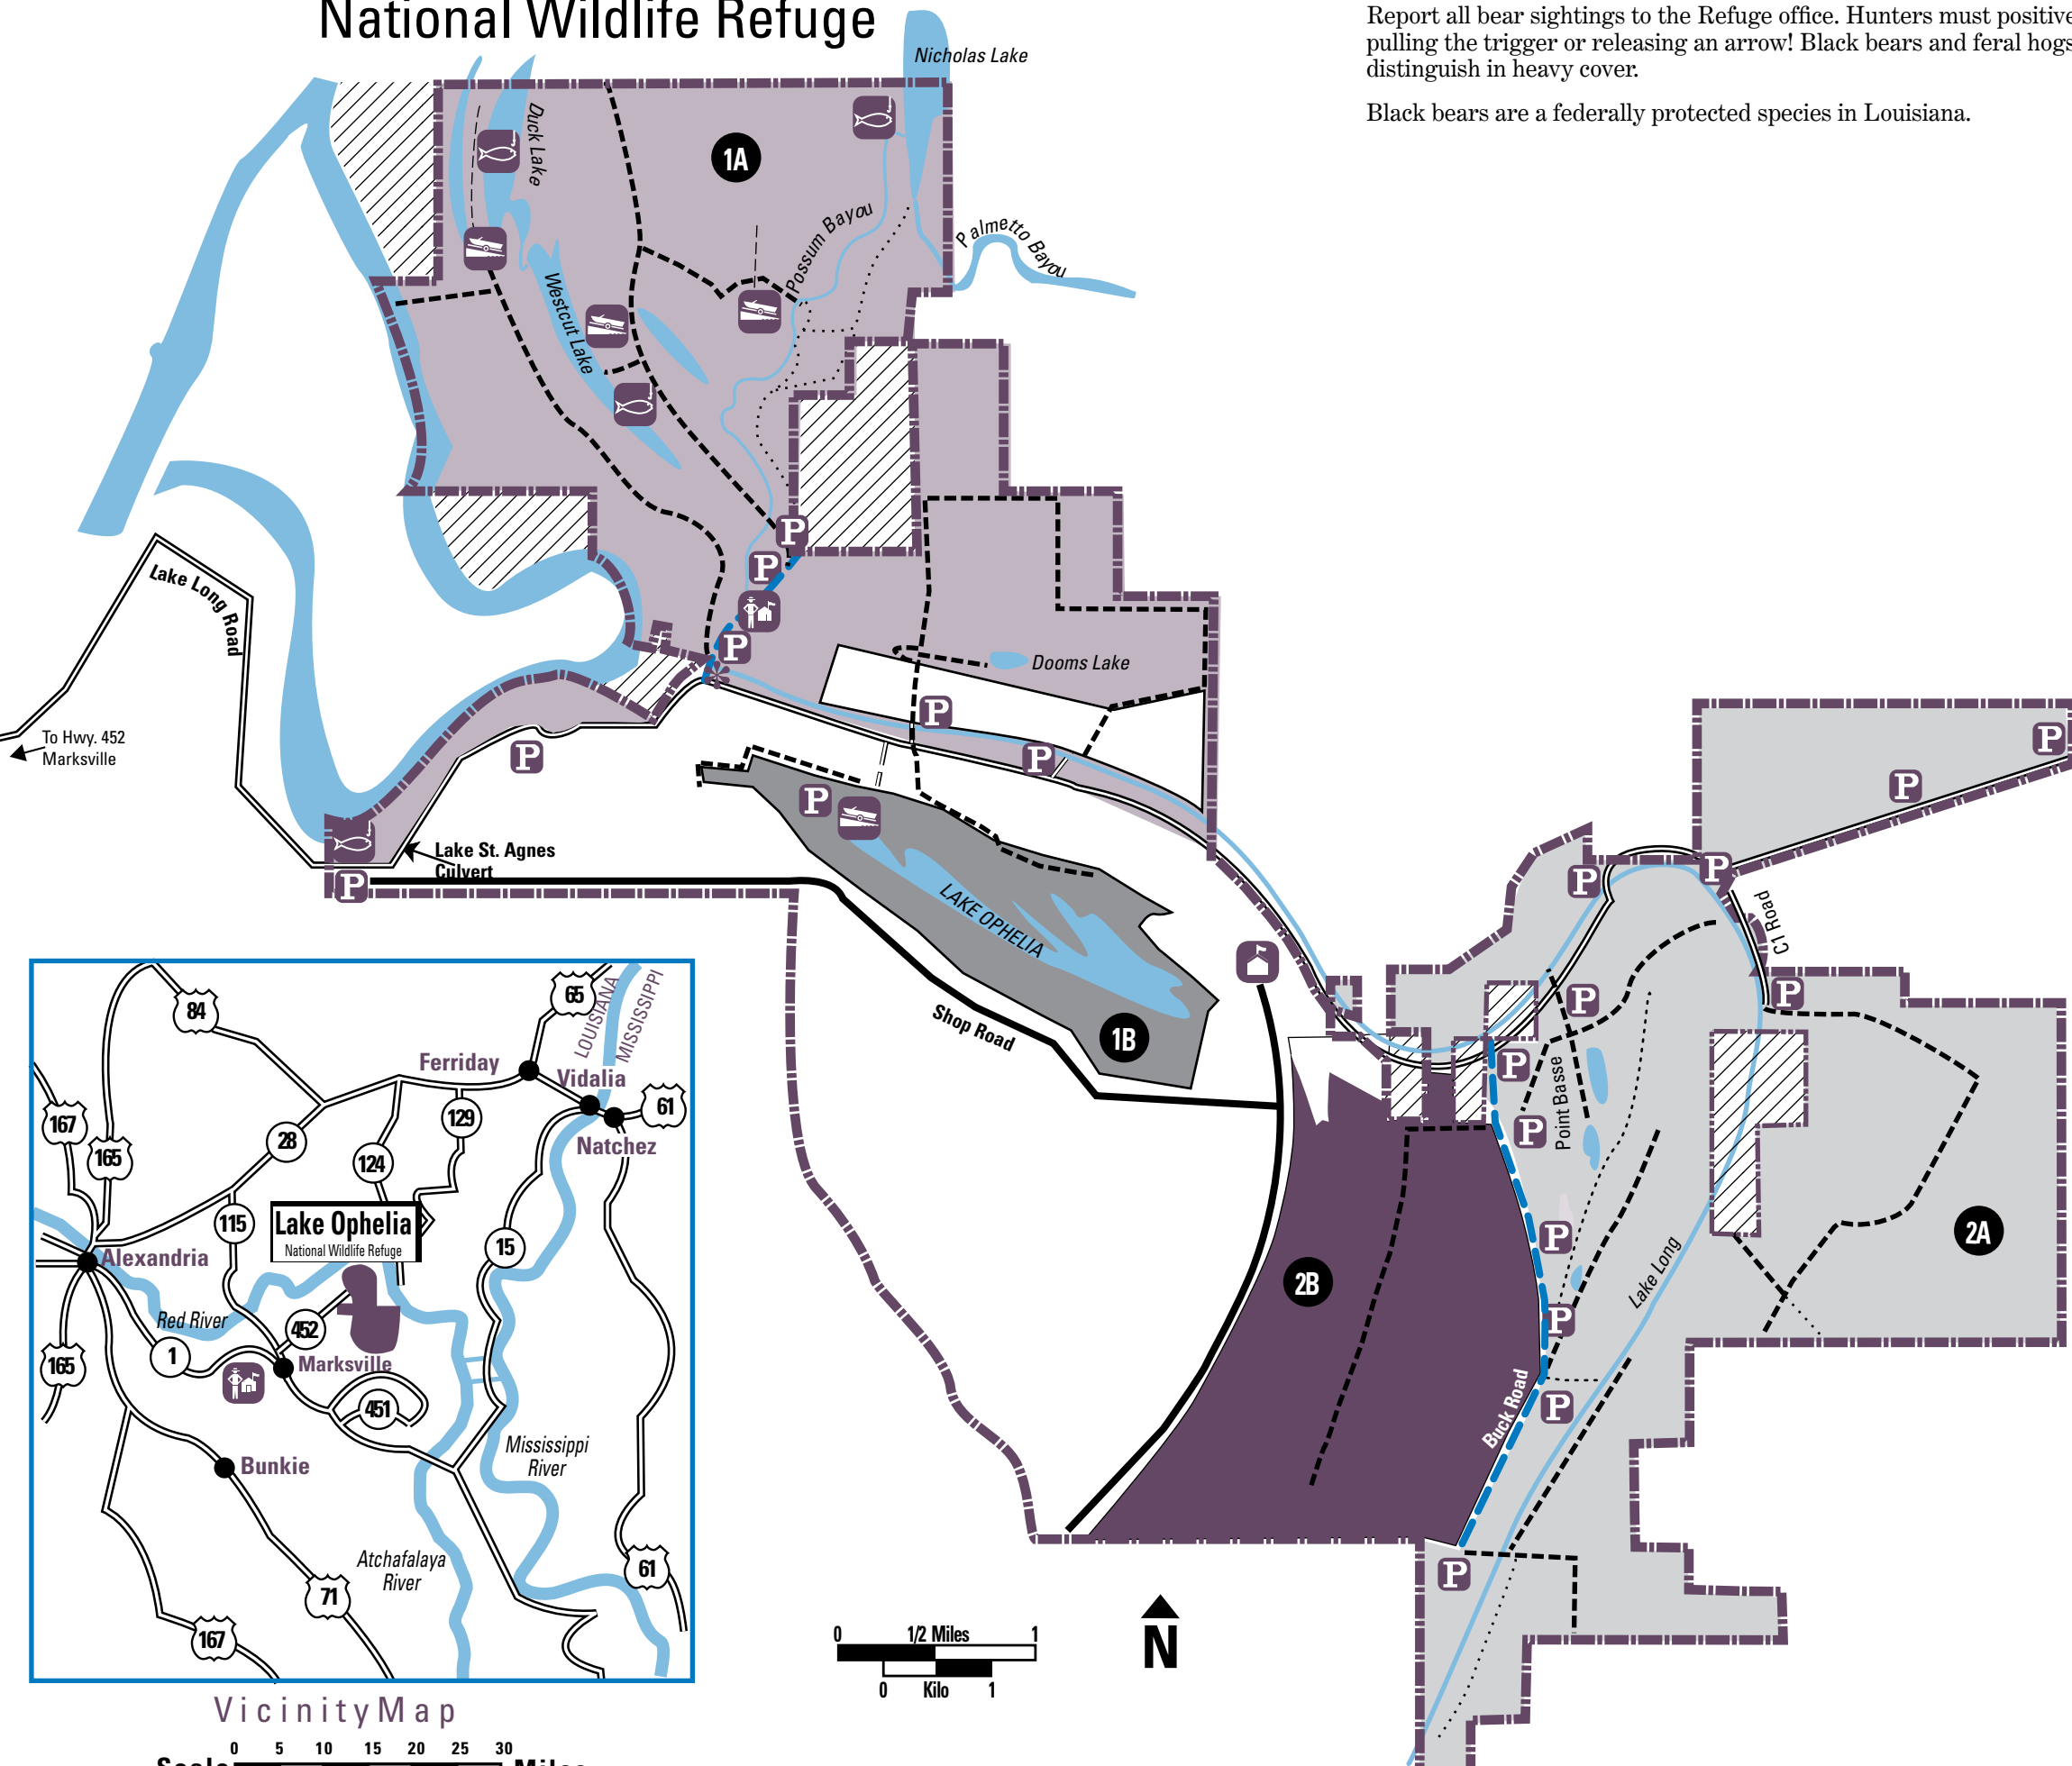 National Wildlife Refuge
Report all bear sightings to the Refuge office. Hunters must positive
pulling the trigger or releasing an arrow! Black bears and feral hogs
distinguish in heavy cover.
Black bears are a federally protected species in Louisiana.
Nicholas Lake
Duck Lake
1A
Possum Bayou
Palmetto Bayou
Westcut Lake
P
P
Lake Long Road
P
Dooms Lake
P
To Hwy. 452
Marksville
P
P
P
P
P
Lake St. Agnes
Culvert
P
P
P
LAKE OPHELIA
C1 Road
Shop Road
1B
P
P
P
Point Basse
P
2A
P
2B
Lake Long
P
Buck Road
P
P
84
65
LOUISIANA
MISSISSIPPI
Ferriday
Vidalia
61
167
129
165
28
124
Natchez
115
Lake Ophelia
National Wildlife Refuge
15
Alexandria
Red River
452
165
1
Marksville
451
Mississippi
River
Bunkie
Atchafalaya
River
71
61
167
0 1/2 Miles 1
0 Kilo 1
N
Vicinity Map
0 5 10 15 20 25 30
Scale Miles